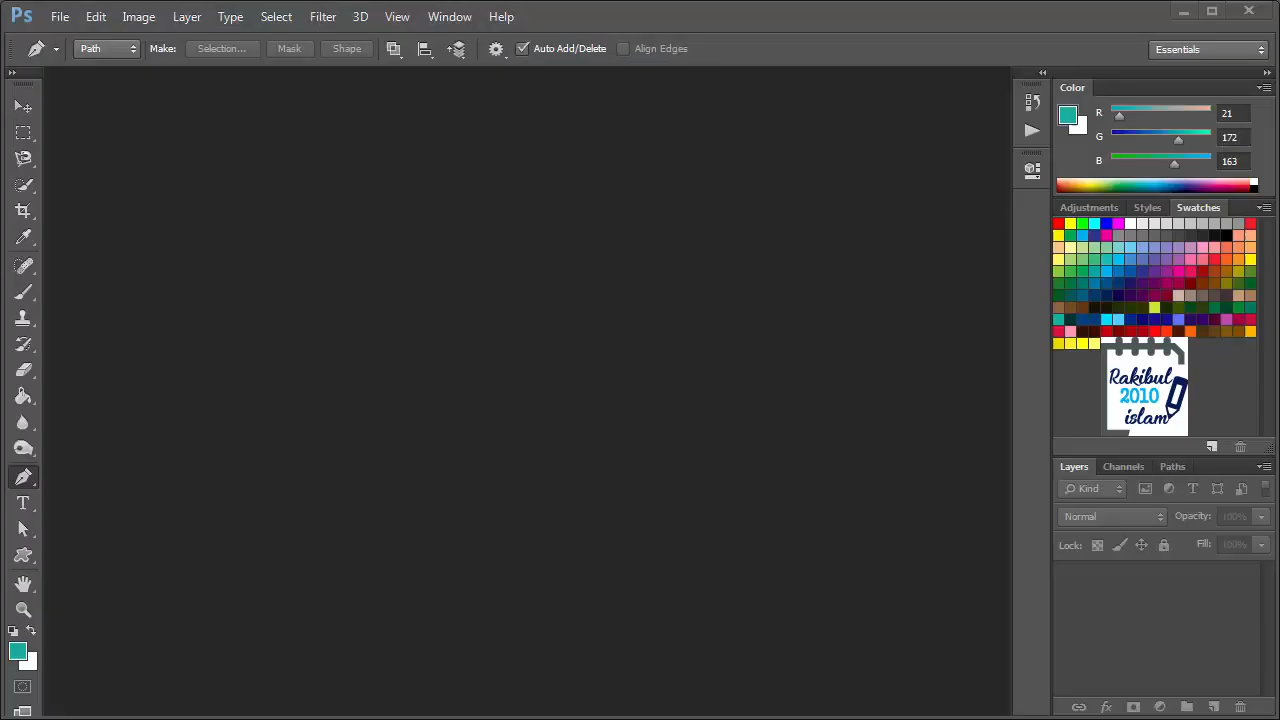 Ps File Edit Image Layer Type Select Filter 3D View Window Help
Path Make: Selection... Mask Shape Auto Add/Delete Align Edges Essentials
Color
R 21
G 172
B 163
Adjustments Styles Swatches
Rakibul
2010
islam
Layers Channels Paths
Kind
Normal Opacity: 100%
Lock: Fill: 100%